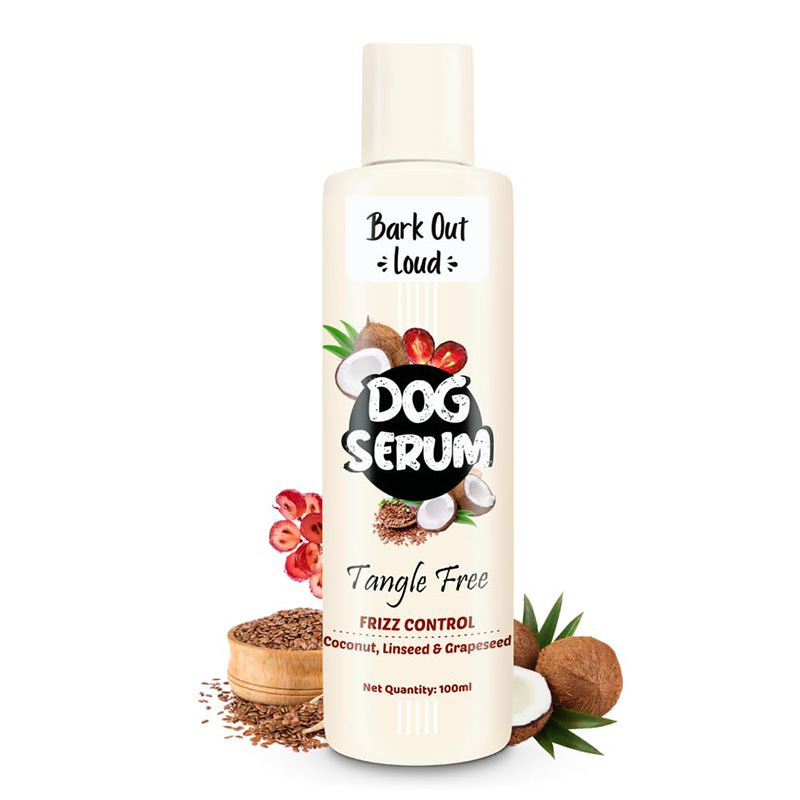 Bark Out
Loud
DOG
SERUM
Tangle Free
FRIZZ CONTROL
Coconut, Linseed & Grapeseed
Net Quantity: 100ml